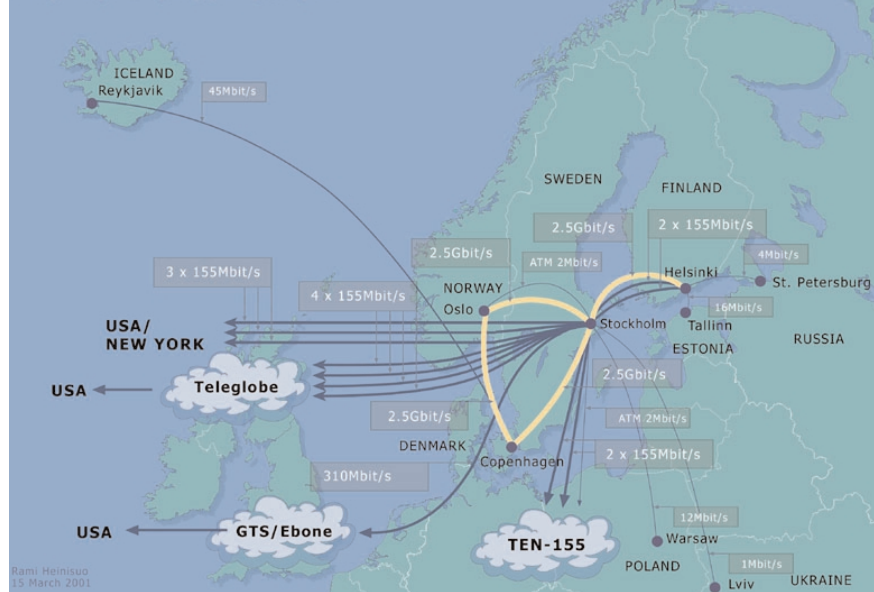 ICELAND
Reykjavik
45Mbit/s
SWEDEN
FINLAND
2.5Gbit/s
2 x 155Mbit/s
2.5Gbit/s
ATM 2Mbit/s
4Mbit/s
3 x 155Mbit/s
Helsinki
St. Petersburg
NORWAY
4 x 155Mbit/s
Oslo
16Mbit/s
USA/
NEW YORK
Stockholm
Tallinn
RUSSIA
ESTONIA
USA
Teleglobe
2.5Gbit/s
2.5Gbit/s
ATM 2Mbit/s
DENMARK
Copenhagen
2 x 155Mbit/s
310Mbit/s
12Mbit/s
USA
GTS/Ebone
TEN-155
Warsaw
POLAND
1Mbit/s
Rami Heinisuo
15 March 2001
Lviv
UKRAINE